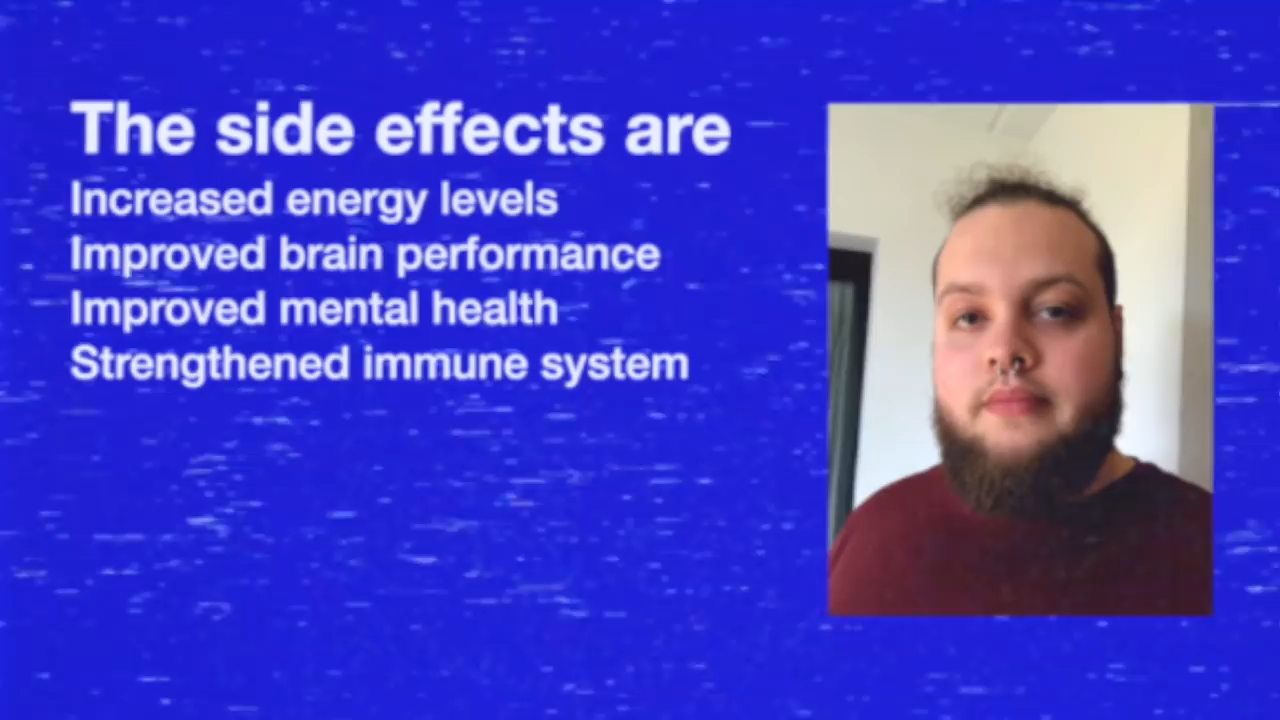 The side effects are
Increased energy levels
Improved brain performance
Improved mental health
Strengthened immune system